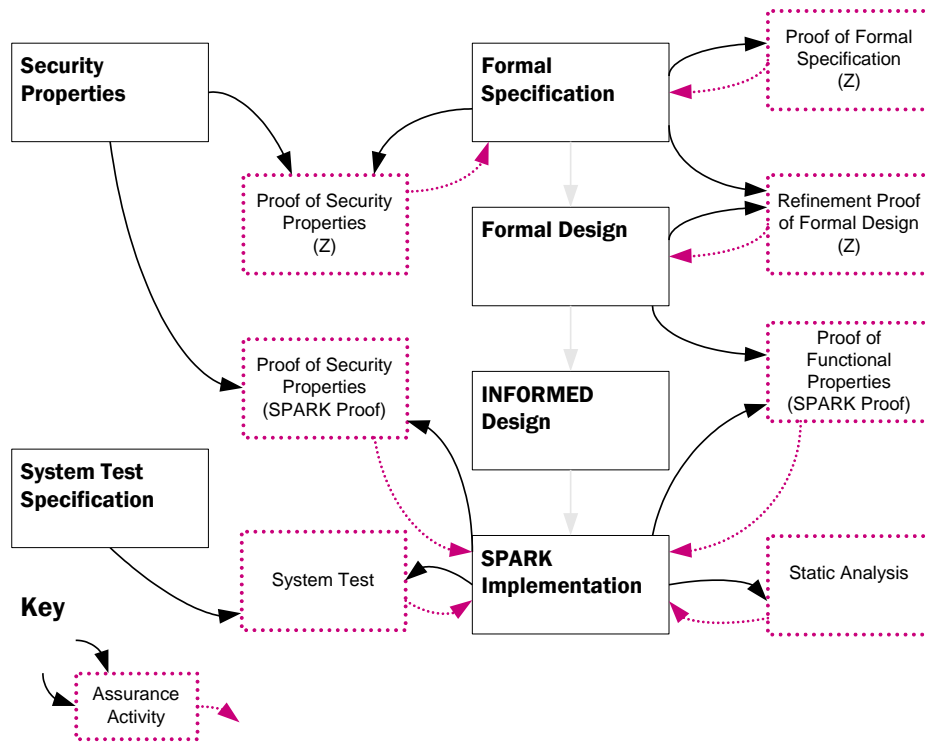 Security
Properties
Formal
Specification
Proof of Formal
Specification
(Z)
Proof of Security
Properties
(Z)
Formal Design
Refinement Proof
of Formal Design
(Z)
Proof of Security
Properties
(SPARK Proof)
INFORMED
Design
Proof of
Functional
Properties
(SPARK Proof)
System Test
Specification
System Test
SPARK
Implementation
Static Analysis
Key
Assurance
Activity